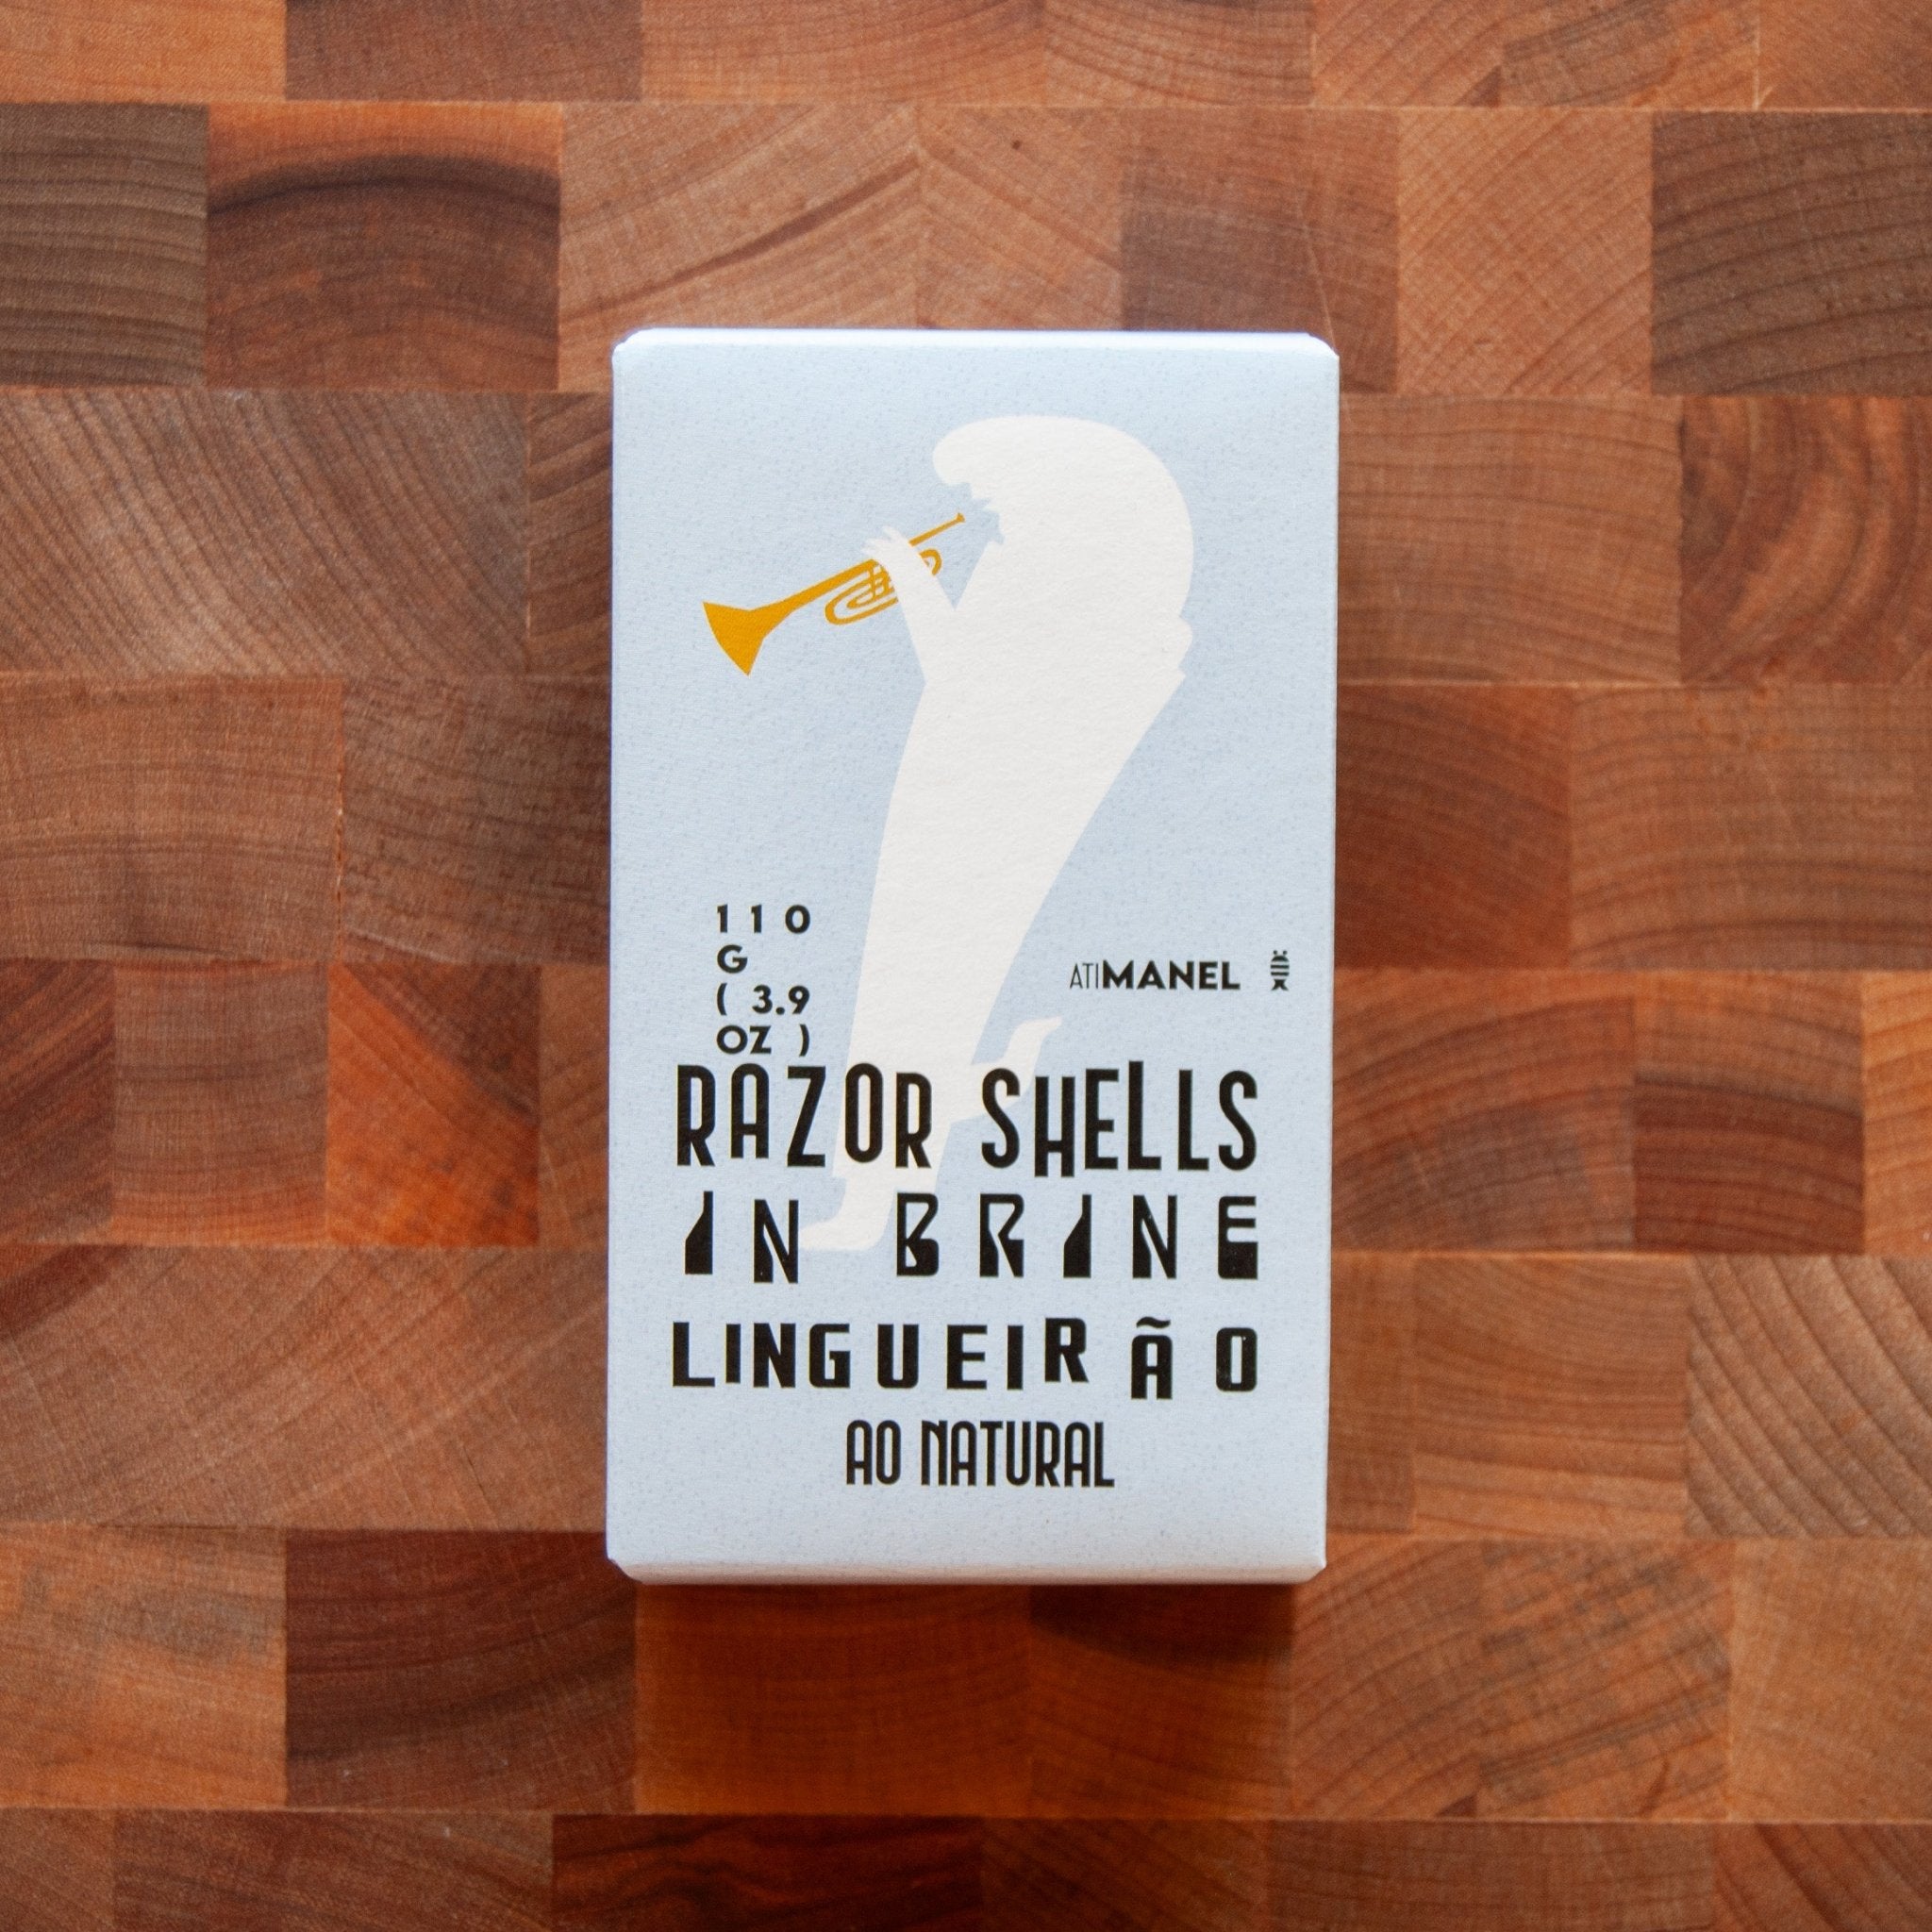 110
G
( 3.9
OZ )
ATIMANEL
RAZOR SHELLS
IN BRINE
LINGUEIRÃO
AO NATURAL